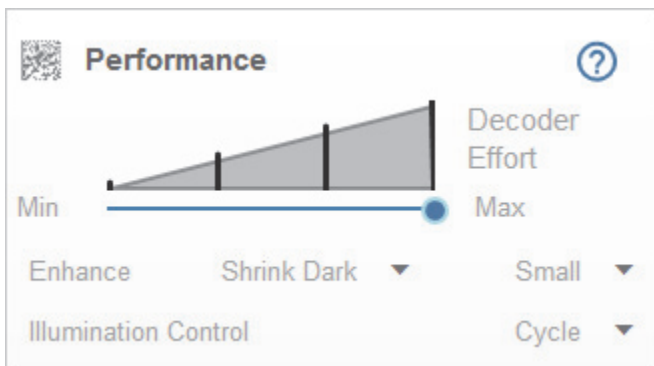 Performance
?
Decoder
Effort
Min Max
Enhance Shrink Dark Small
Illumination Control Cycle